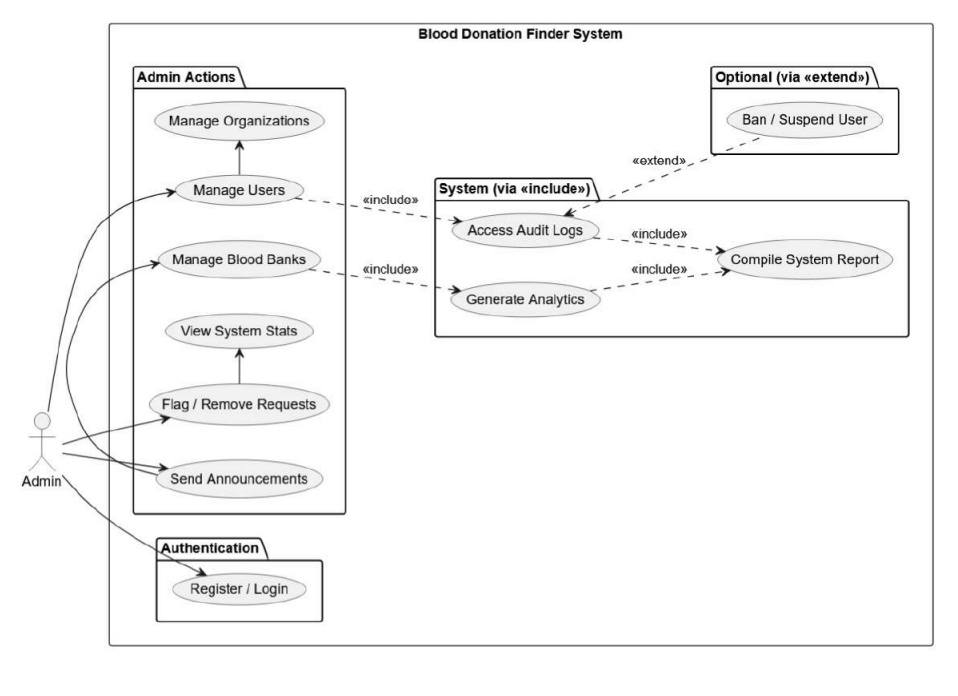 Blood Donation Finder System
Admin Actions
Optional (via «extend»)
Manage Organizations
Ban / Suspend User
«extend»
Manage Users
System (via «include»)
«include»
Access Audit Logs
«include»
Manage Blood Banks
Compile System Report
«include»
«include»
Generate Analytics
View System Stats
Flag / Remove Requests
Admin
Send Announcements
Authentication
Register / Login